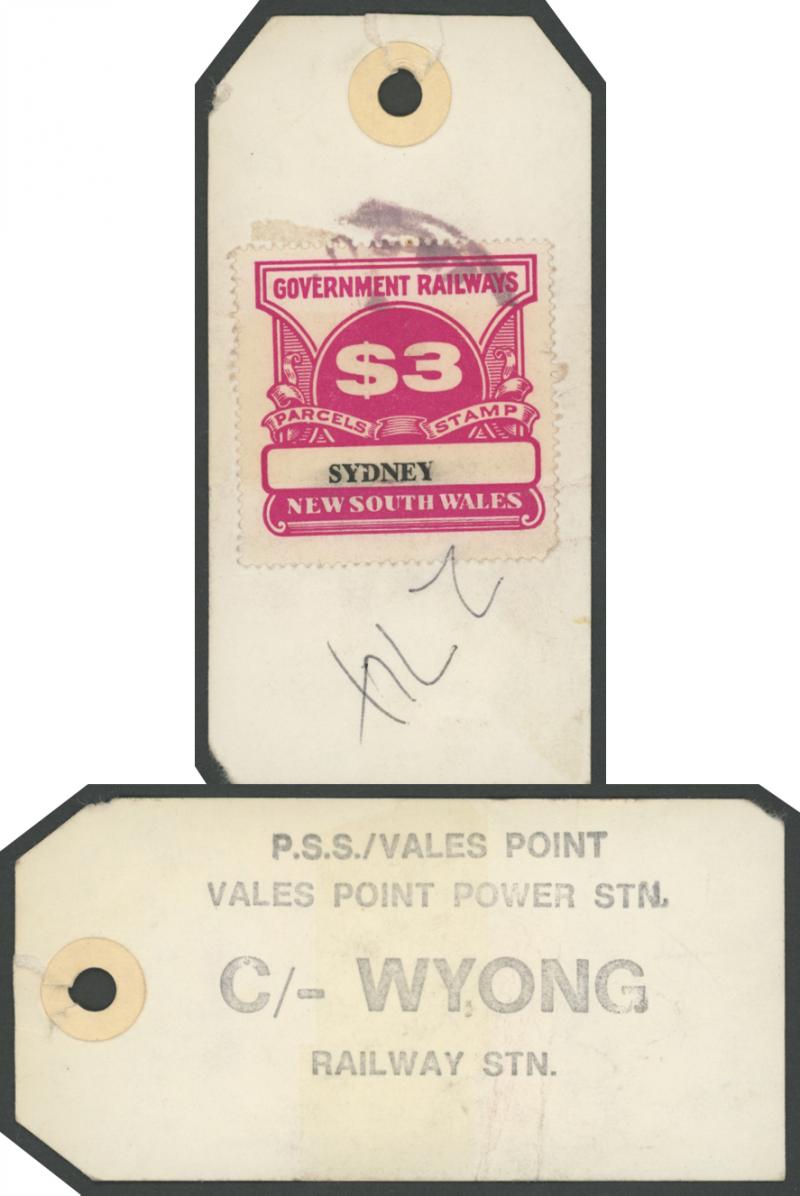 GOVERNMENT RAILWAYS
$3
PARCELS STAMP
SYDNEY
NEW SOUTH WALES
P.S.S./VALES POINT
VALES POINT POWER STN.
C/- WYONG
RAILWAY STN.